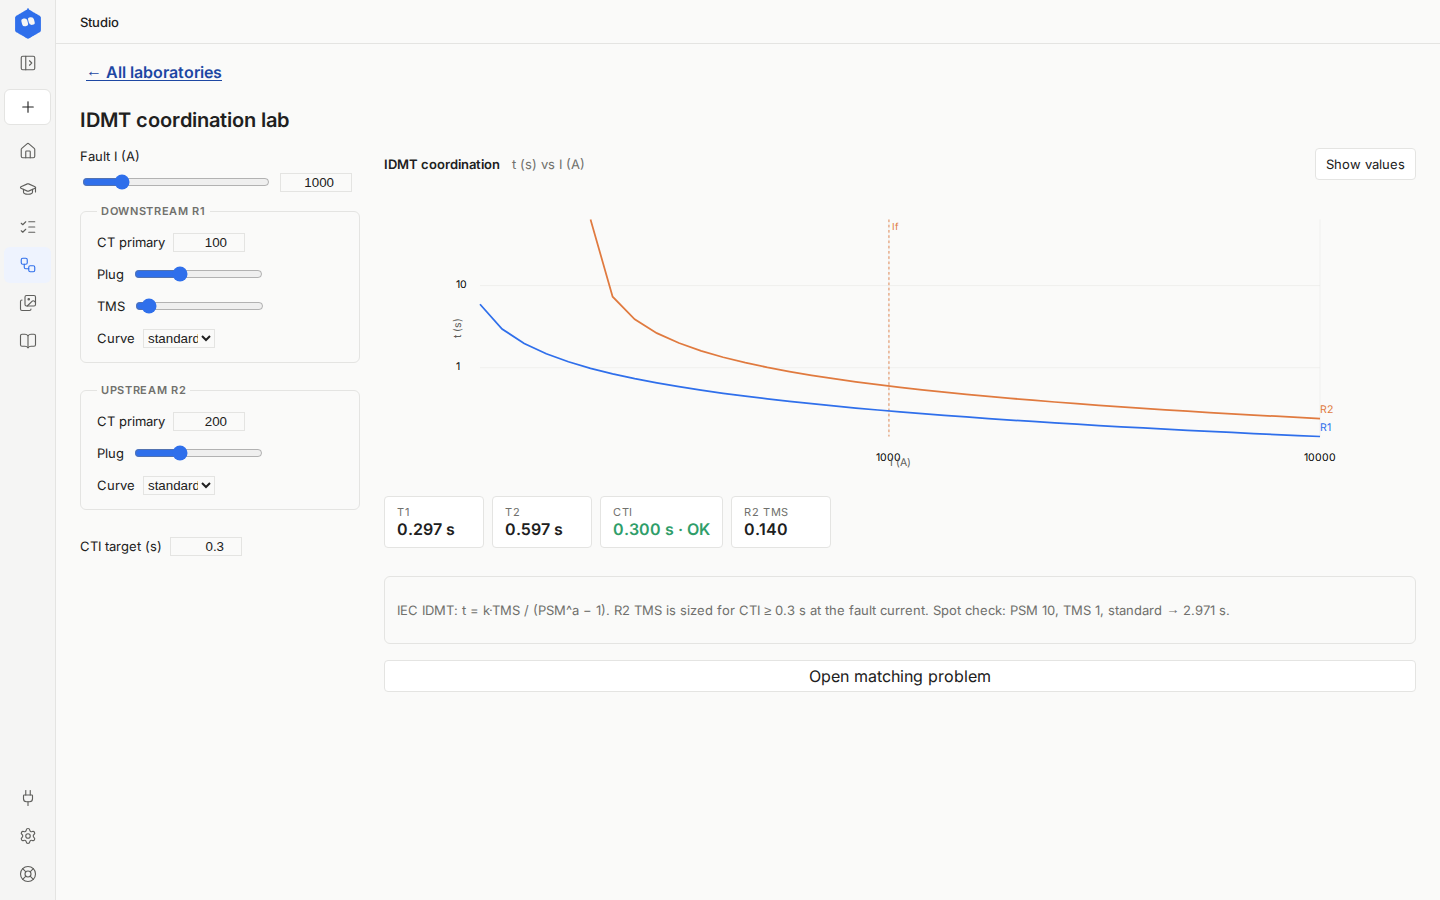 Studio
← All laboratories
IDMT coordination lab
Fault I (A)
1000
DOWNSTREAM R1
CT primary 100
Plug
TMS
Curve standard
UPSTREAM R2
CT primary 200
Plug
Curve standard
CTI target (s) 0.3
IDMT coordination t (s) vs I (A)
Show values
If
10
t (s)
1
R2
R1
1000
I (A)
10000
T1
0.297 s
T2
0.597 s
CTI
0.300 s · OK
R2 TMS
0.140
IEC IDMT: t = k·TMS / (PSM^a − 1). R2 TMS is sized for CTI ≥ 0.3 s at the fault current. Spot check: PSM 10, TMS 1, standard → 2.971 s.
Open matching problem